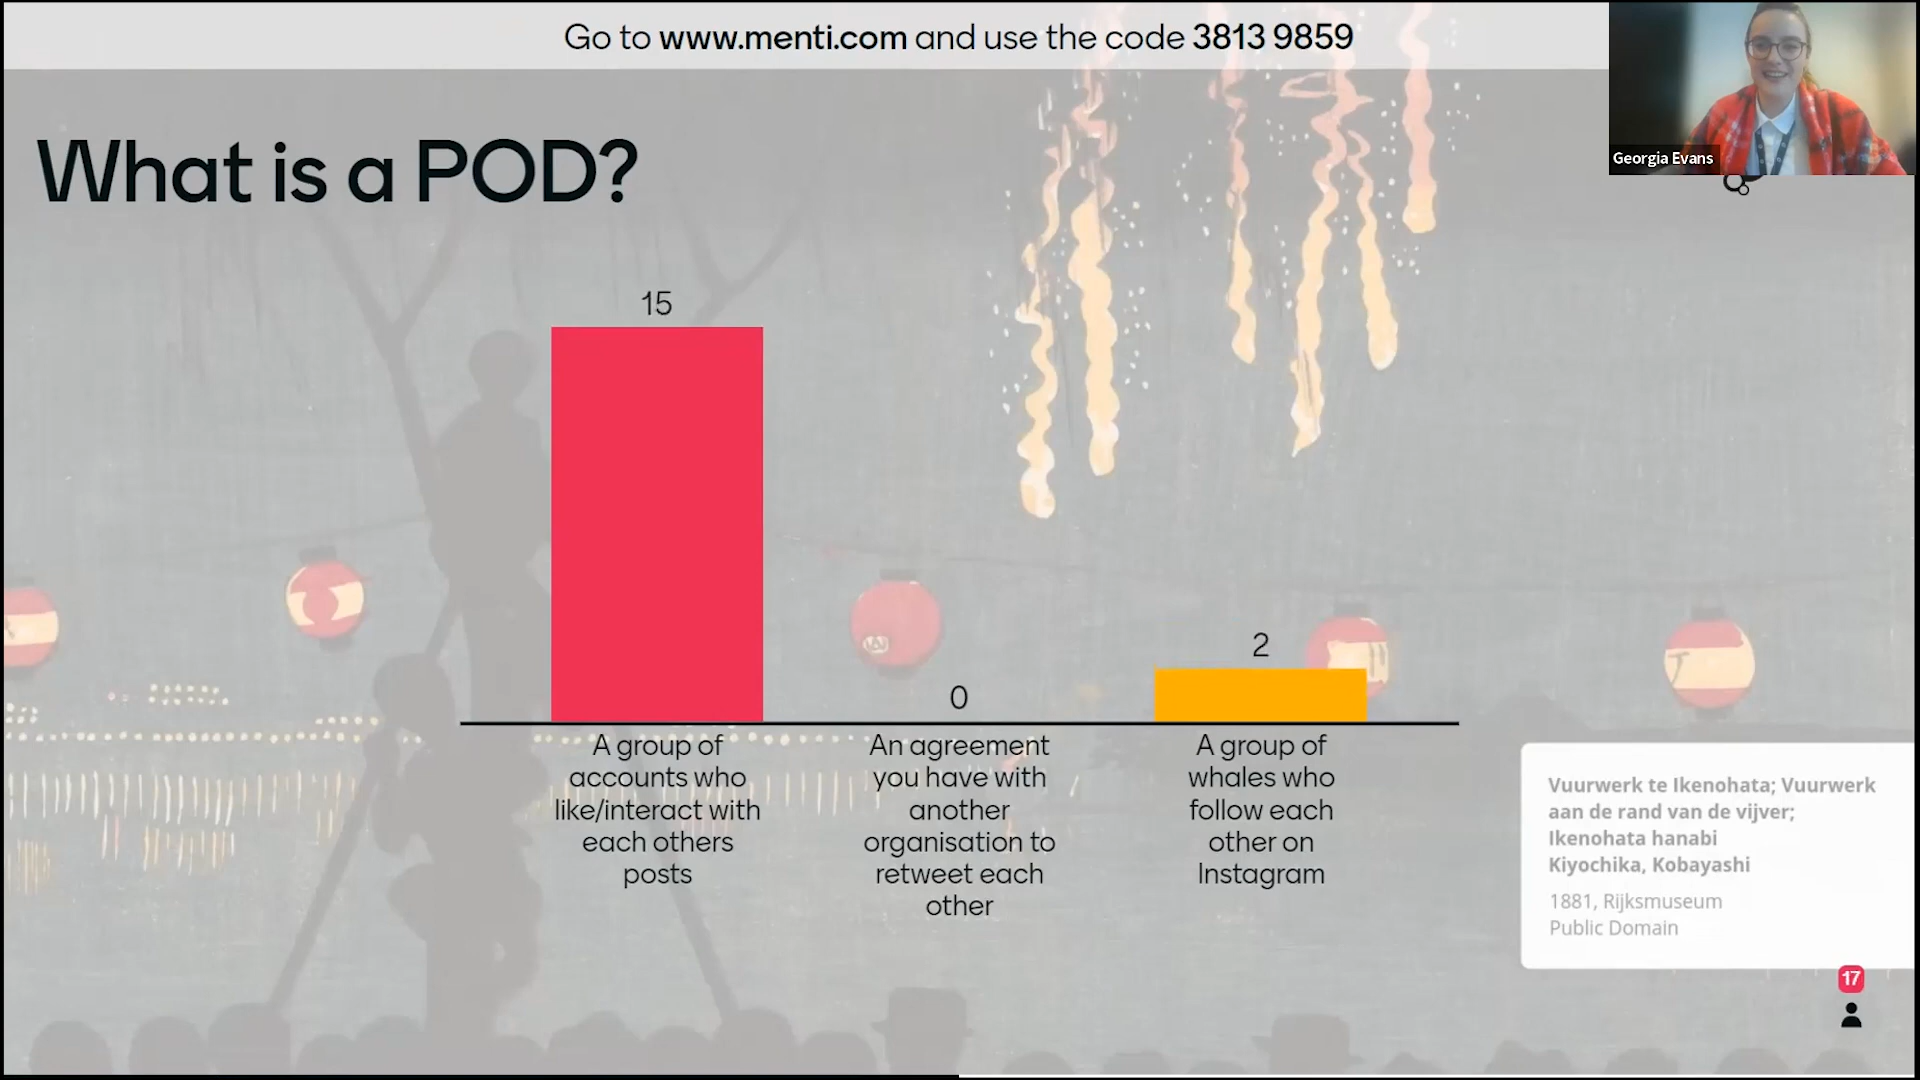 Go to www.menti.com and use the code 3813 9859
Georgia Evans
What is a POD?
15
0
2
A group of
accounts who
like/interact with
each others
posts
An agreement
you have with
another
organisation to
retweet each
other
A group of
whales who
follow each
other on
Instagram
Vuurwerk te Ikenohata; Vuurwerk
aan de rand van de vijver;
Ikenohata hanabi
Kiyochika, Kobayashi
1881, Rijksmuseum
Public Domain
17